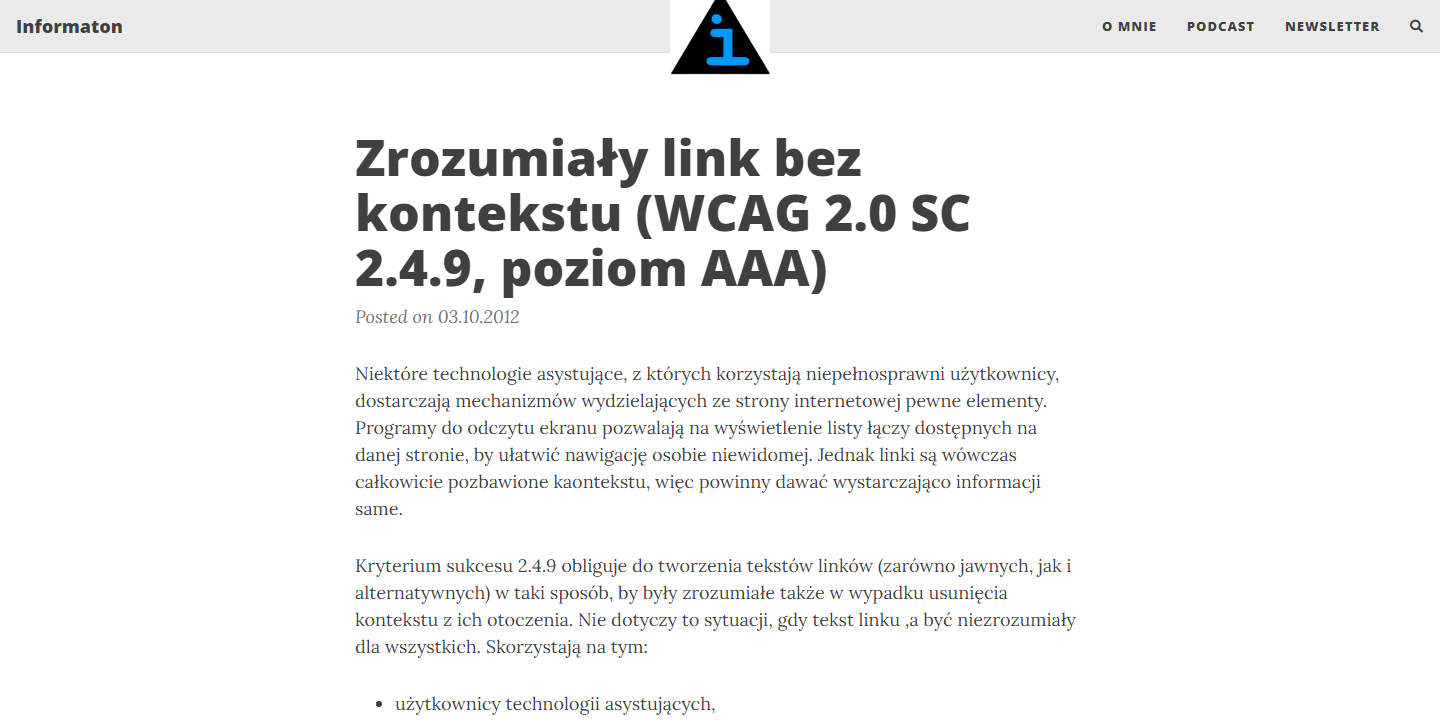 Informaton
i
O MNIE
PODCAST
NEWSLETTER
Zrozumiały link bez
kontekstu (WCAG 2.0 SC
2.4.9, poziom AAA)
Posted on 03.10.2012
Niektóre technologie asystujące, z których korzystają niepełnosprawni użytkownicy,
dostarczają mechanizmów wydzielających ze strony internetowej pewne elementy.
Programy do odczytu ekranu pozwalają na wyświetlenie listy łączy dostępnych na
danej stronie, by ułatwić nawigację osobie niewidomej. Jednak linki są wówczas
całkowicie pozbawione kaontekstu, więc powinny dawać wystarczająco informacji
same.
Kryterium sukcesu 2.4.9 obliguje do tworzenia tekstów linków (zarówno jawnych, jak i
alternatywnych) w taki sposób, by były zrozumiałe także w wypadku usunięcia
kontekstu z ich otoczenia. Nie dotyczy to sytuacji, gdy tekst linku ,a być niezrozumiały
dla wszystkich. Skorzystają na tym:
• użytkownicy technologii asystujących,